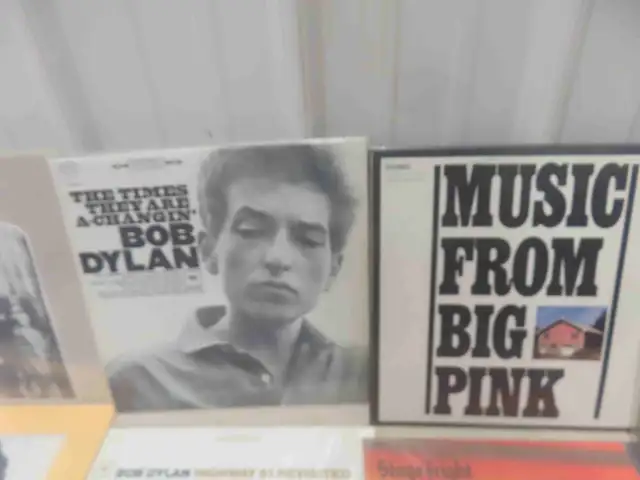 THE TIMES
THEY ARE
A-CHANGIN'
BOB
DYLAN
MUSIC
FROM
BIG
PINK
BOB DYLAN HIGHWAY 61 REVISITED
Stage Fright